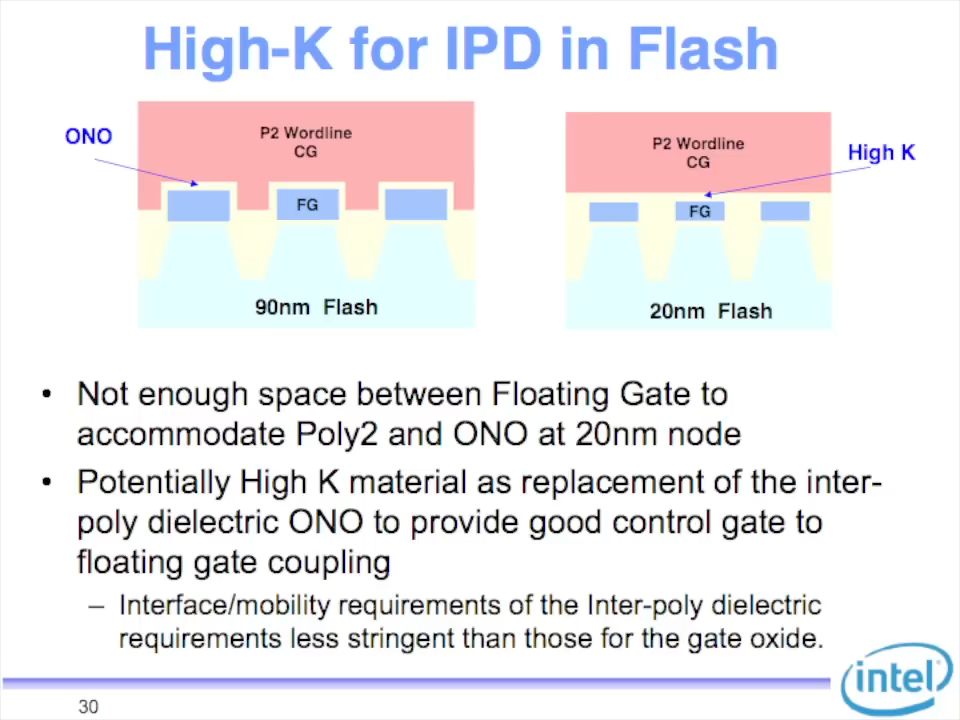 High-K for IPD in Flash
ONO
P2 Wordline
CG
FG
90nm Flash
P2 Wordline
CG
High K
FG
20nm Flash
• Not enough space between Floating Gate to
accommodate Poly2 and ONO at 20nm node
• Potentially High K material as replacement of the inter-
poly dielectric ONO to provide good control gate to
floating gate coupling
– Interface/mobility requirements of the Inter-poly dielectric
requirements less stringent than those for the gate oxide.
intel
30